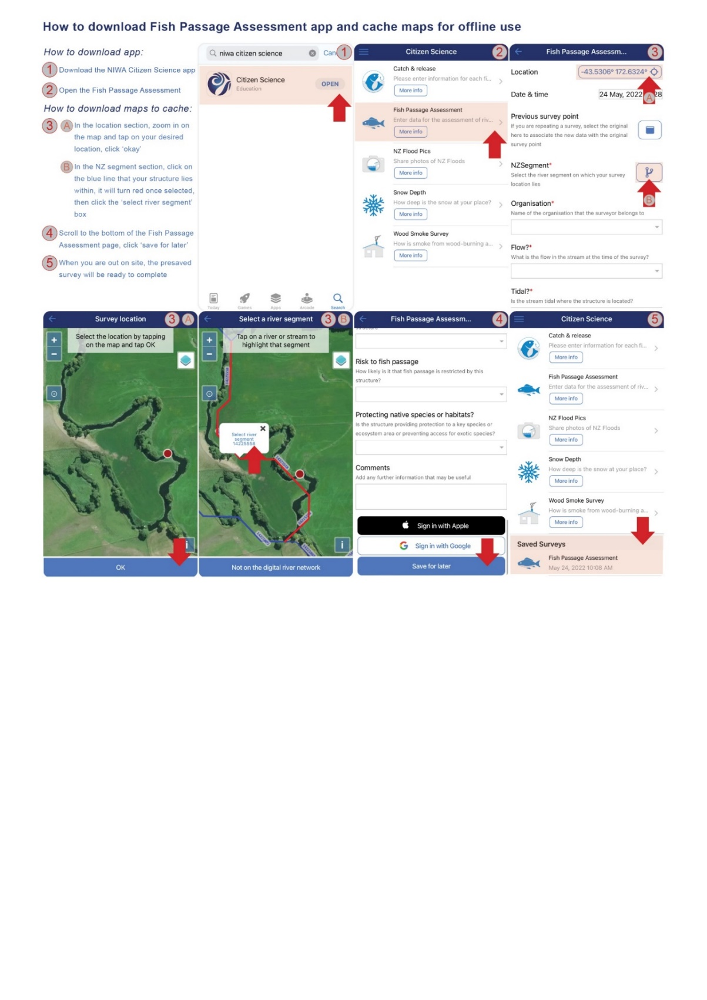 How to download Fish Passage Assessment app and cache maps for offline use
How to download app:
1 Download the NIWA Citizen Science app
2 Open the Fish Passage Assessment
How to download maps to cache:
3 A In the location section, zoom in on
the map and tap on your desired
location, click 'okay'
B In the NZ segment section, click on
the blue line that your structure lies
within, it will turn red once selected,
then click the 'select river segment'
box
4 Scroll to the bottom of the Fish Passage
Assessment page, click 'save for later'
5 When you are out on site, the presaved
survey will be ready to complete
niwa citizen science
Can 1
Citizen Science
Education
OPEN
Today Games Apps Arcade Search
Citizen Science 2
Catch & release
Please enter information for each fi...
More info
Fish Passage Assessment
Enter data for the assessment of riv...
More info
NZ Flood Pics
Share photos of NZ Floods
More info
Snow Depth
How deep is the snow at your place?
More info
Wood Smoke Survey
How is smoke from wood-burning a...
More info
Fish Passage Assessm... 3
Location -43.5306° 172.6324°
A
Date & time 24 May, 2022 28
Previous survey point
If you are repeating a survey, select the original
here to associate the new data with the original
survey point
NZSegment*
Select the river segment on which your survey
location lies
B
Organisation*
Name of the organisation that the surveyor belongs to
Flow?*
What is the flow in the stream at the time of the survey?
Tidal?*
Is the stream tidal where the structure is located?
Survey location 3 A
+
Select the location by tapping
on the map and tap OK
−
i
OK
Select a river segment 3 B
+
Tap on a river or stream to
highlight that segment
−
14225558
Select river
segment
14225558
14225558
i
Not on the digital river network
Fish Passage Assessm... 4
structure
Risk to fish passage
How likely is it that fish passage is restricted by this
structure?
Protecting native species or habitats?
Is the structure providing protection to a key species or
ecosystem area or preventing access for exotic species?
Comments
Add any further information that may be useful
Sign in with Apple
Sign in with Google
Save for later
Citizen Science 5
Catch & release
Please enter information for each fi...
More info
Fish Passage Assessment
Enter data for the assessment of riv...
More info
NZ Flood Pics
Share photos of NZ Floods
More info
Snow Depth
How deep is the snow at your place?
More info
Wood Smoke Survey
How is smoke from wood-burning a...
More info
Saved Surveys
Fish Passage Assessment
May 24, 2022 10:08 AM